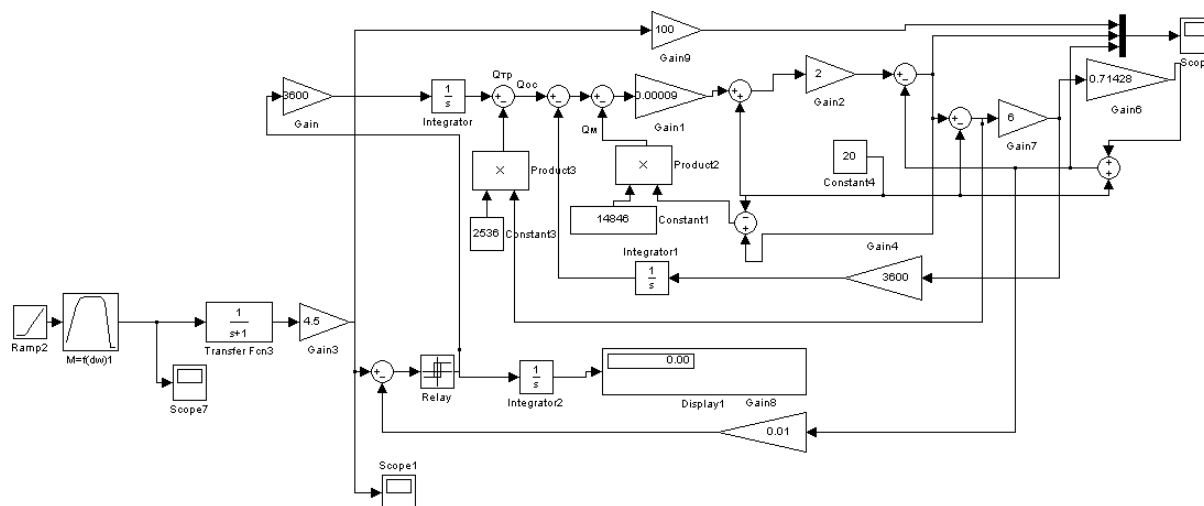 100
Gain9
Scop
3600
Gain
1
s
Integrator
Qтр
Qос
0.00009
Gain1
2
Gain2
0.71428
Gain6
6
Gain7
Qм
×
Product3
×
Product2
20
Constant4
2536
Constant3
14846
Constant1
Integrator1
1
s
Gain4
3600
Ramp2
M=f(dw)1
1
s+1
Transfer Fcn3
4.5
Gain3
Scope7
Relay
1
s
Integrator2
0.00
Display1
Gain8
0.01
Scope1